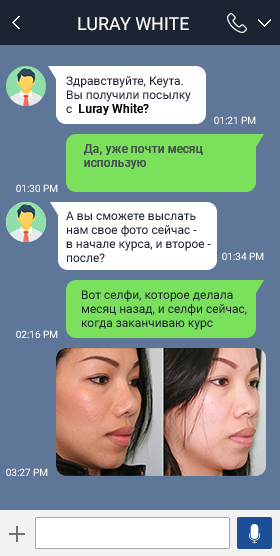 LURAY WHITE
Здравствуйте, Кеута.
Вы получили посылку
с Luray White?
01:21 PM
Да, уже почти месяц
использую
01:30 PM
А вы сможете выслать
нам свое фото сейчас -
в начале курса, и второе -
после?
01:34 PM
Вот селфи, которое делала
месяц назад, и селфи сейчас,
когда заканчиваю курс
02:16 PM
03:27 PM